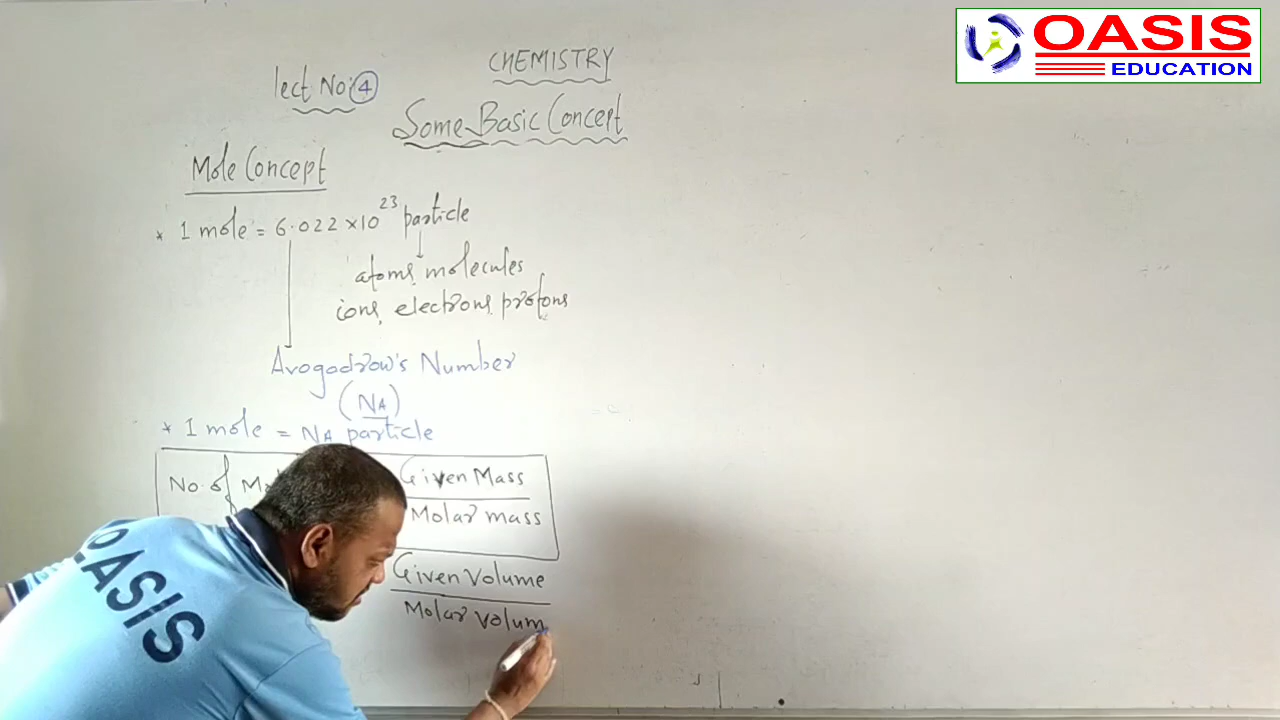 OASIS
EDUCATION
CHEMISTRY
lect No: 4
Some Basic Concept
Mole Concept
* 1 mole = 6.022 × 10²³ particle
atoms, molecules
ions, electrons, protons
Avogodrow's Number
(NA)
* 1 mole = NA particle
No. of Given Mass
Molar mass
Given Volume
Molar volum
OASIS